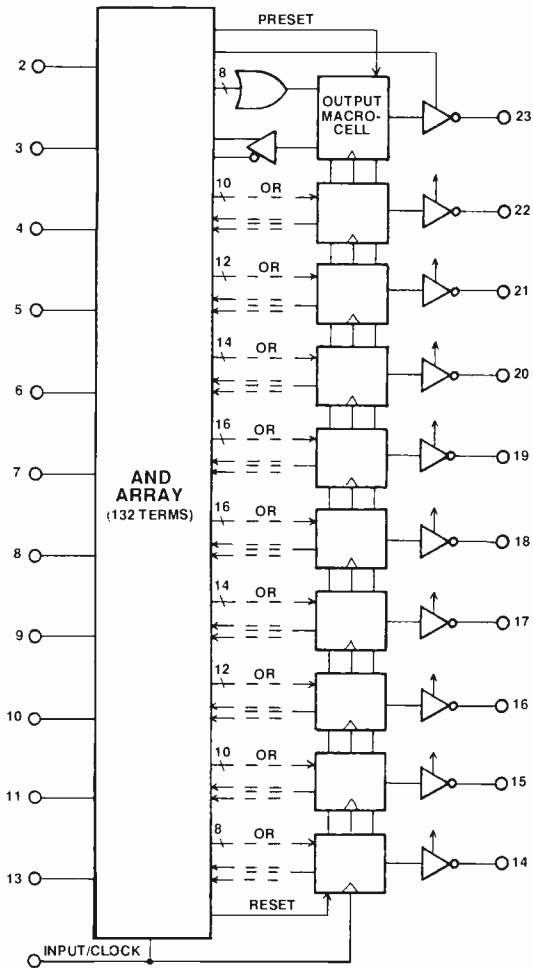 PRESET
2
8
OUTPUT
MACRO-
CELL
23
3
10
OR
22
4
12
OR
21
5
14
OR
20
6
16
OR
19
7
AND
ARRAY
(132 TERMS)
16
OR
18
8
14
OR
17
9
12
OR
16
10
10
OR
15
11
8
OR
14
13
RESET
INPUT/CLOCK